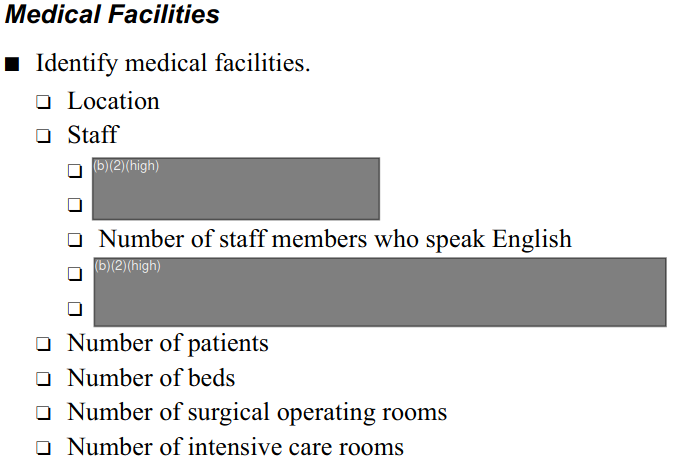 Medical Facilities
■ Identify medical facilities.
❏ Location
❏ Staff
❏ (b)(2)(high)
❏
❏ Number of staff members who speak English
❏ (b)(2)(high)
❏
❏ Number of patients
❏ Number of beds
❏ Number of surgical operating rooms
❏ Number of intensive care rooms